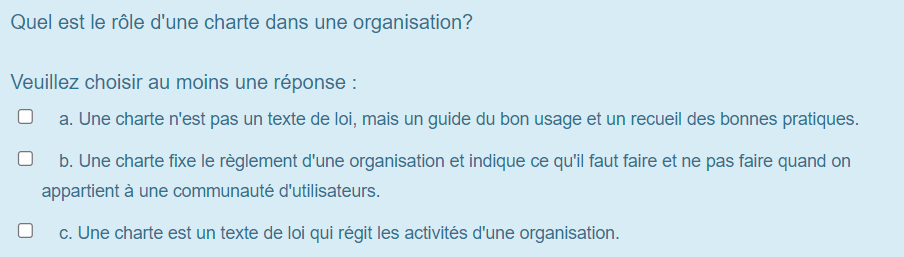 Quel est le rôle d'une charte dans une organisation?
Veuillez choisir au moins une réponse :
a. Une charte n'est pas un texte de loi, mais un guide du bon usage et un recueil des bonnes pratiques.
b. Une charte fixe le règlement d'une organisation et indique ce qu'il faut faire et ne pas faire quand on
appartient à une communauté d'utilisateurs.
c. Une charte est un texte de loi qui régit les activités d'une organisation.